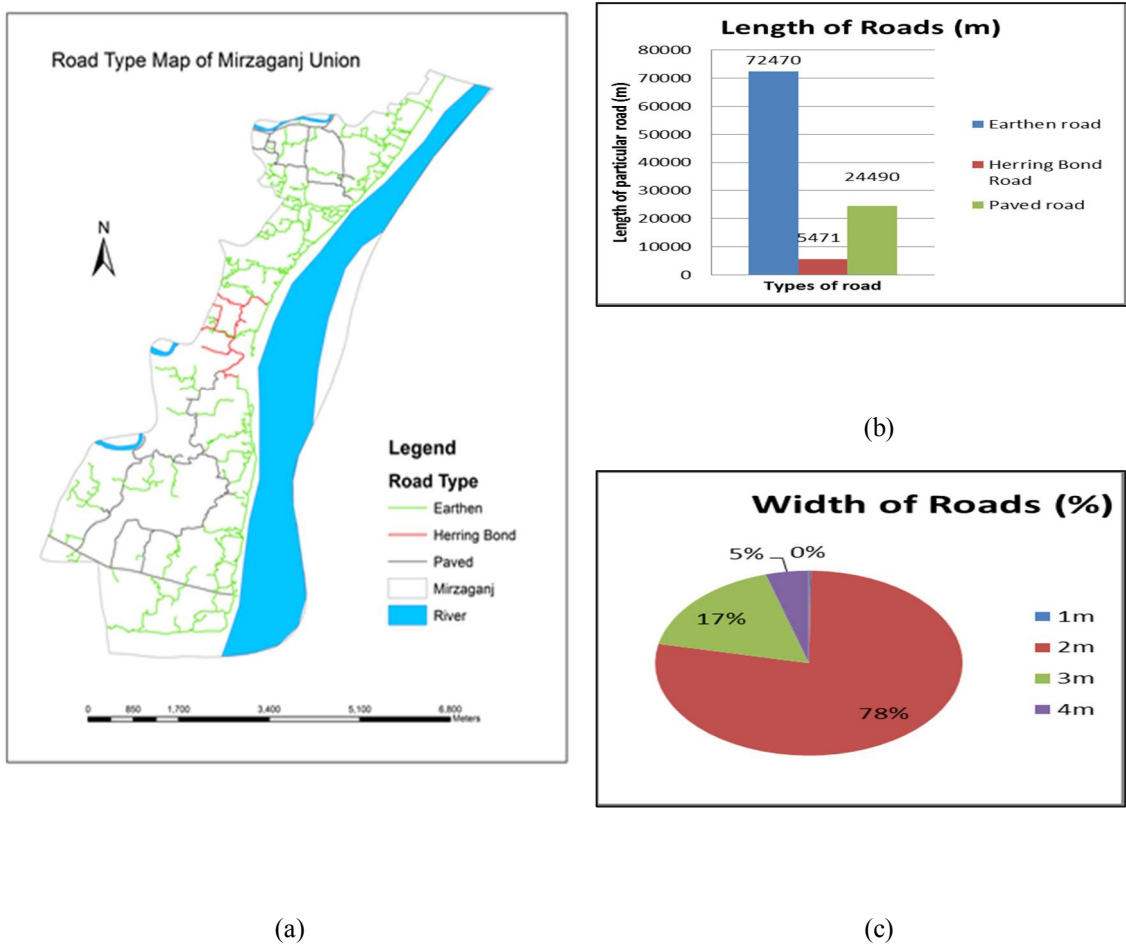 Road Type Map of Mirzaganj Union
N
Legend
Road Type
Earthen
Herring Bond
Paved
Mirzaganj
River
0 850 1,700 3,400 5,100 6,800
Meters
(a)
Length of Roads (m)
Length of particular road (m)
80000
70000
60000
50000
40000
30000
20000
10000
0
72470
5471
24490
Types of road
Earthen road
Herring Bond
Road
Paved road
(b)
Width of Roads (%)
5% 0%
17%
78%
1m
2m
3m
4m
(c)